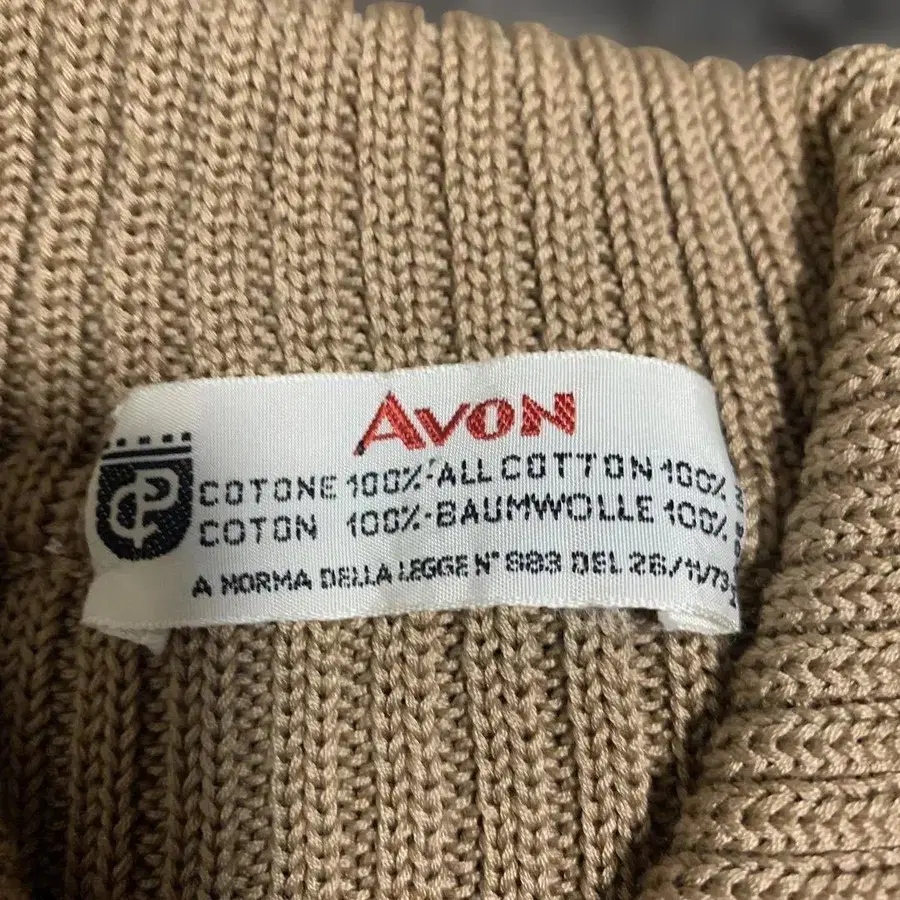 AVON
COTONE 100%-ALL COTTON 100%
COTON 100%-BAUMWOLLE 100%
A NORMA DELLA LEGGE N° 883 DEL 26/11/73